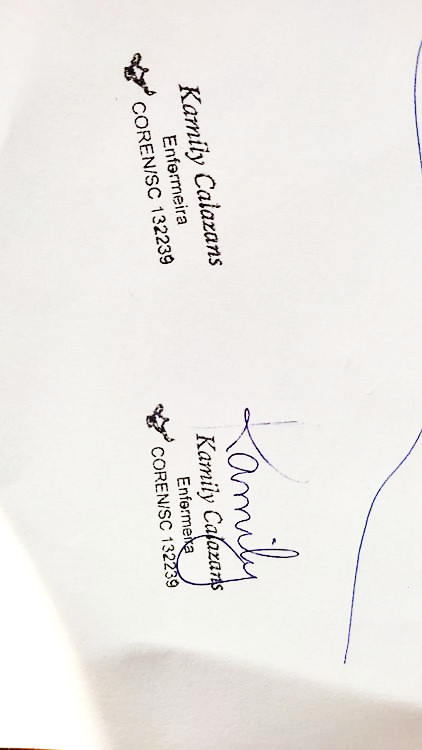 Kamily Calazans
Enfermeira
COREN/SC 132239
Kamily
Kamily Calazans
Enfermeira
COREN/SC 132239